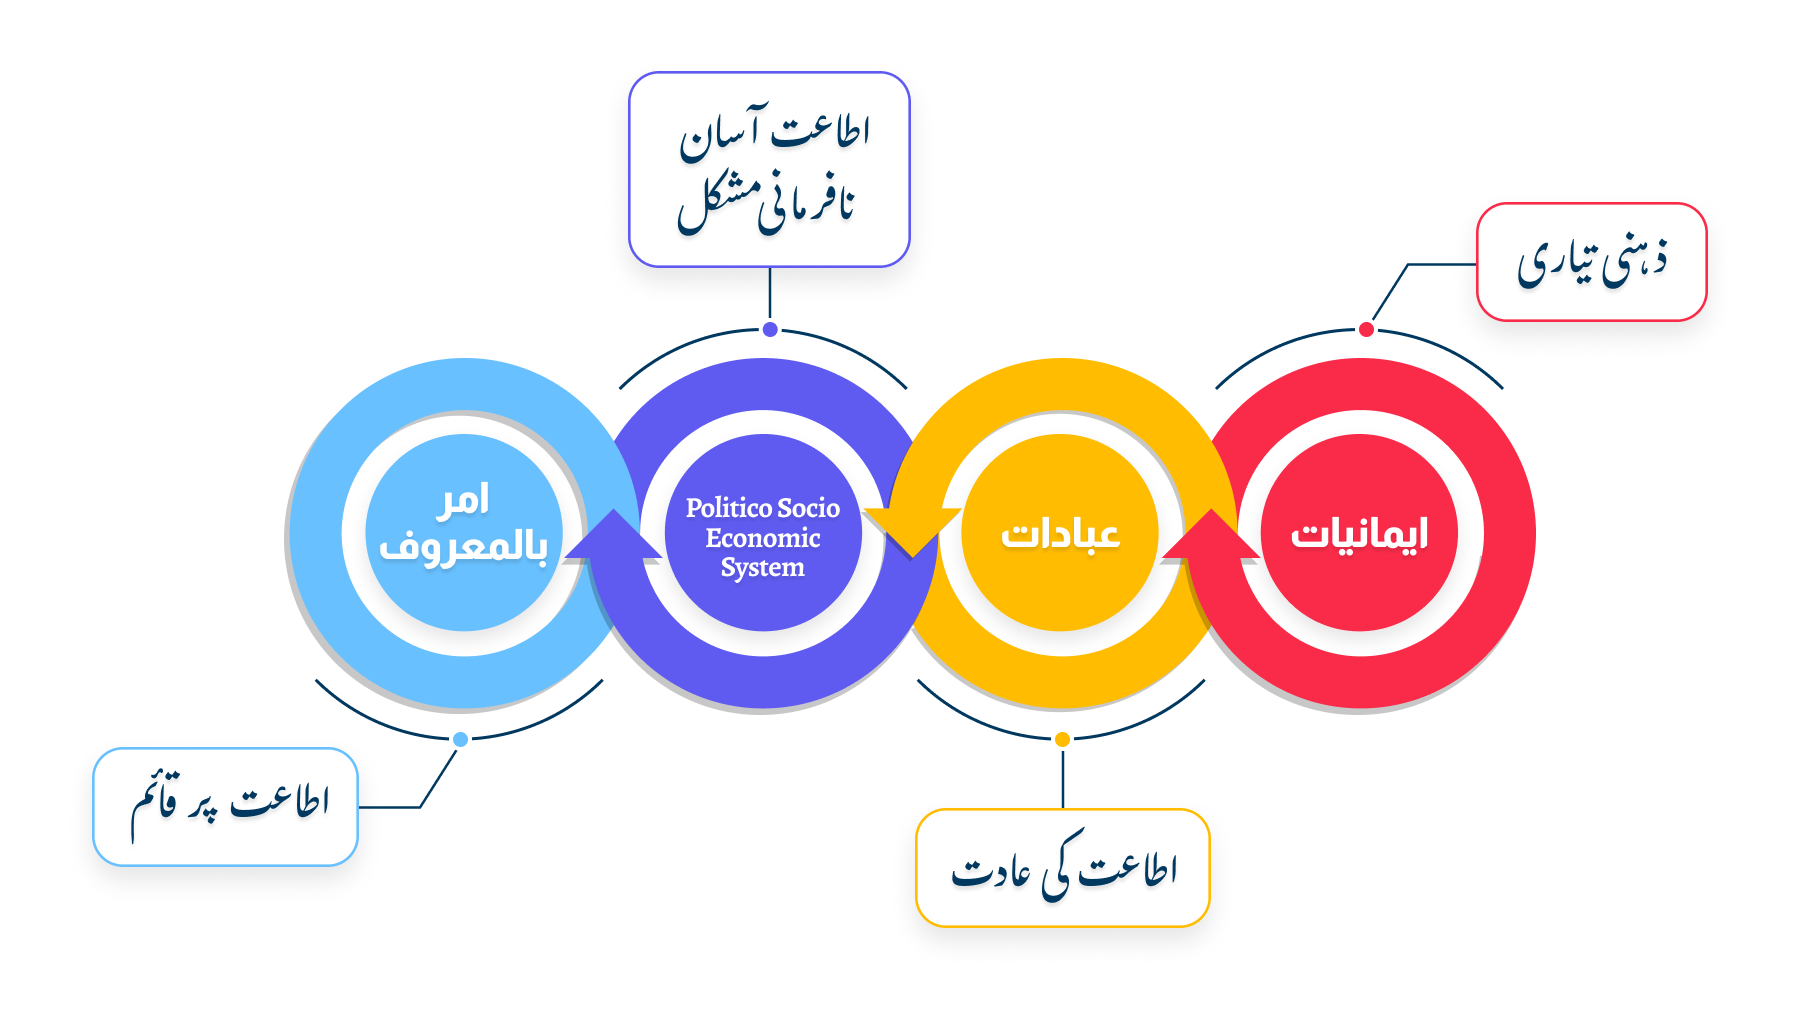 ذہنی تیاری
ایمانیات
عبادات
اطاعت کی عادت
اطاعت آسان
نافرمانی مشکل
Politico Socio
Economic
System
امر
بالمعروف
اطاعت پر قائم